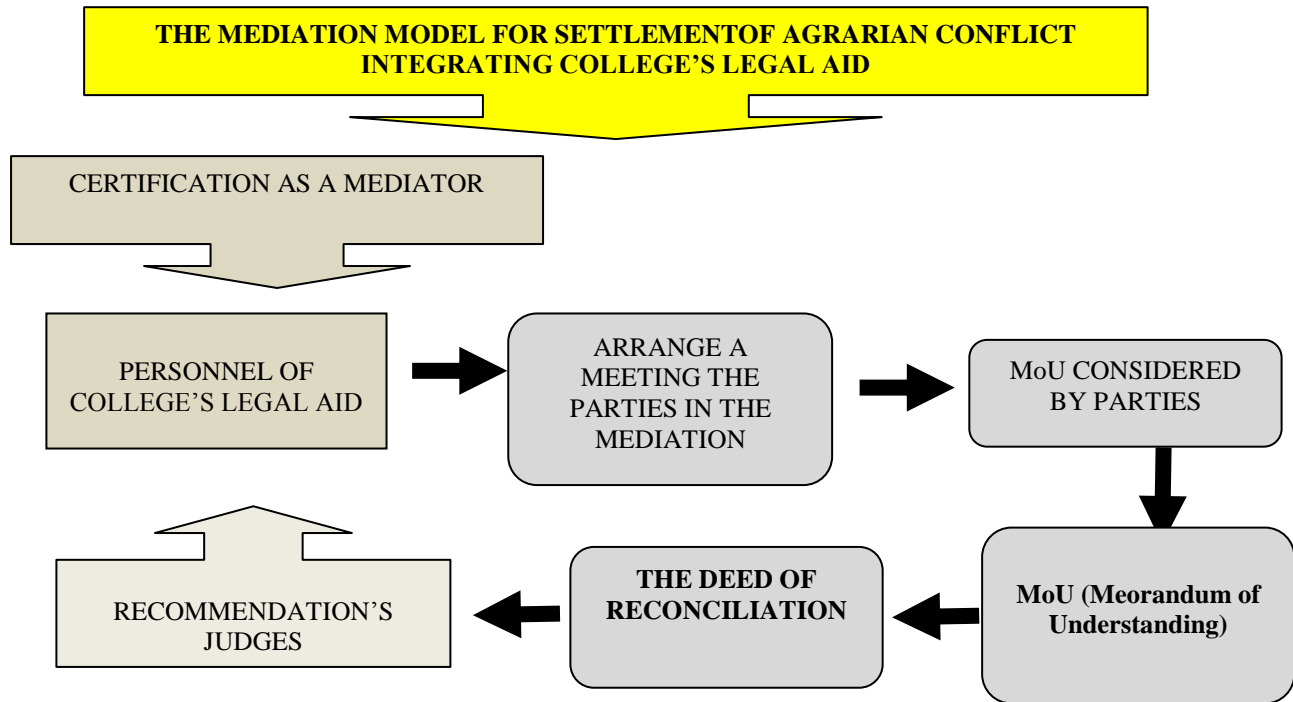 THE MEDIATION MODEL FOR SETTLEMENTOF AGRARIAN CONFLICT
INTEGRATING COLLEGE’S LEGAL AID
CERTIFICATION AS A MEDIATOR
PERSONNEL OF
COLLEGE’S LEGAL AID
ARRANGE A
MEETING THE
PARTIES IN THE
MEDIATION
MoU CONSIDERED
BY PARTIES
MoU (Meorandum of
Understanding)
THE DEED OF
RECONCILIATION
RECOMMENDATION’S
JUDGES